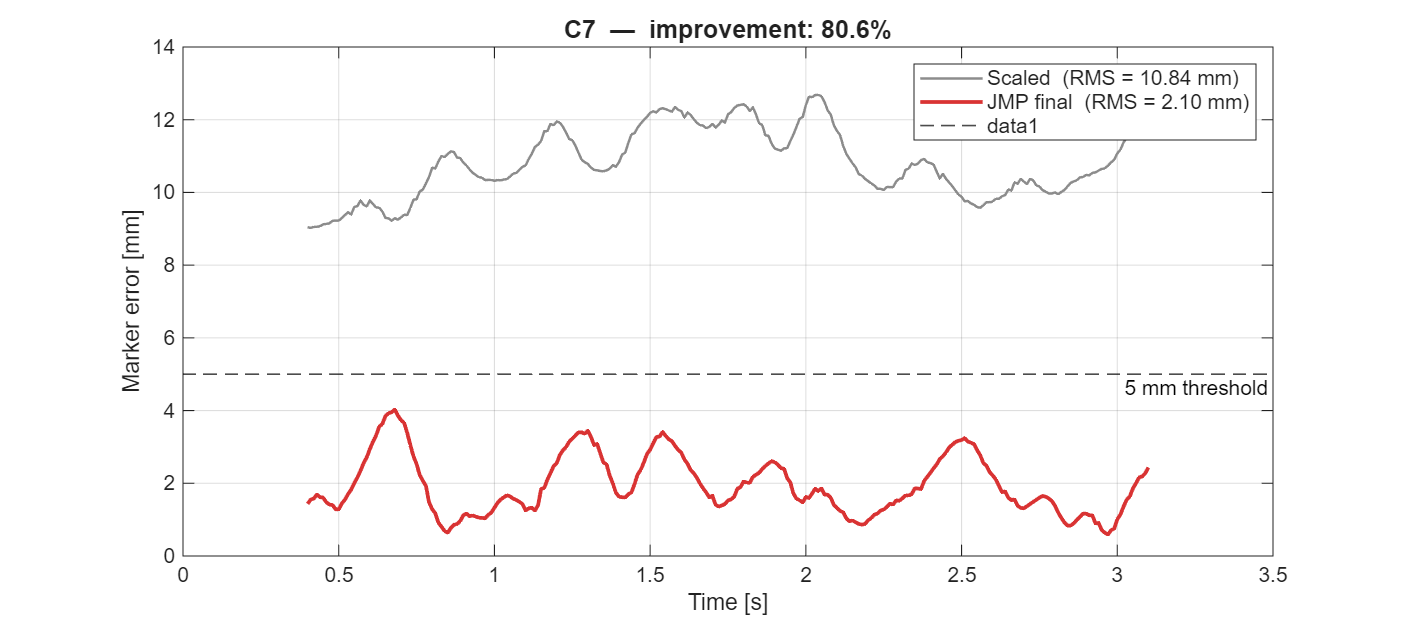 C7 — improvement: 80.6%
14
12
10
8
6
4
2
0
Marker error [mm]
Scaled (RMS = 10.84 mm)
JMP final (RMS = 2.10 mm)
data1
5 mm threshold
0 0.5 1 1.5 2 2.5 3 3.5
Time [s]